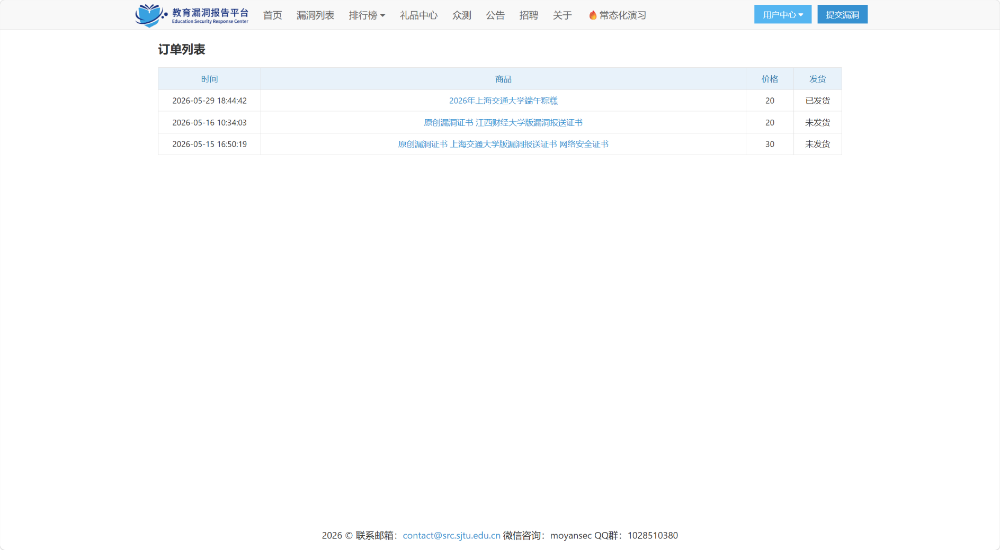 教育漏洞报告平台
Education Security Response Center
首页 漏洞列表 排行榜 礼品中心 众测 公告 招聘 关于 常态化演习 用户中心 提交漏洞
订单列表
时间 商品 价格 发货
2026-05-29 18:44:42 2026年上海交通大学端午粽糕 20 已发货
2026-05-16 10:34:03 原创漏洞证书 江西财经大学版漏洞报送证书 20 未发货
2026-05-15 16:50:19 原创漏洞证书 上海交通大学版漏洞报送证书 网络安全证书 30 未发货
2026 © 联系邮箱：contact@src.sjtu.edu.cn 微信咨询：moyansec QQ群：1028510380